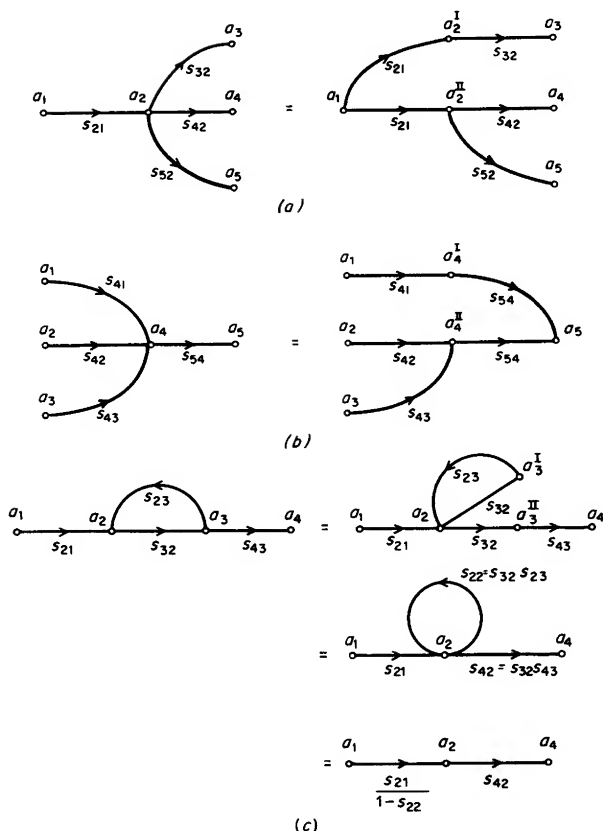 a₃ a₂ᴵ a₃
s₃₂ s₂₁ s₃₂
a₁ a₂ a₄ = a₁ a₂ᴵᴵ a₄
s₂₁ s₄₂ s₂₁ s₄₂
s₅₂ a₅ s₅₂ a₅
(a)
a₁ s₄₁ a₁ a₄ᴵ
s₄₁ s₅₄
a₂ a₄ a₅ = a₂ a₄ᴵᴵ a₅
s₄₂ s₅₄ s₄₂ s₅₄
a₃ s₄₃ a₃ s₄₃
(b)
s₂₃ s₂₃ a₃ᴵ
s₃₂
a₁ a₂ a₃ a₄ = a₁ a₂ a₃ᴵᴵ a₄
s₂₁ s₃₂ s₄₃ s₂₁ s₃₂ s₄₃
s₂₂=s₃₂ s₂₃
= a₁ a₂ a₄
s₂₁ s₄₂ = s₃₂s₄₃
= a₁ a₂ a₄
s₂₁ s₄₂
1−s₂₂
(c)